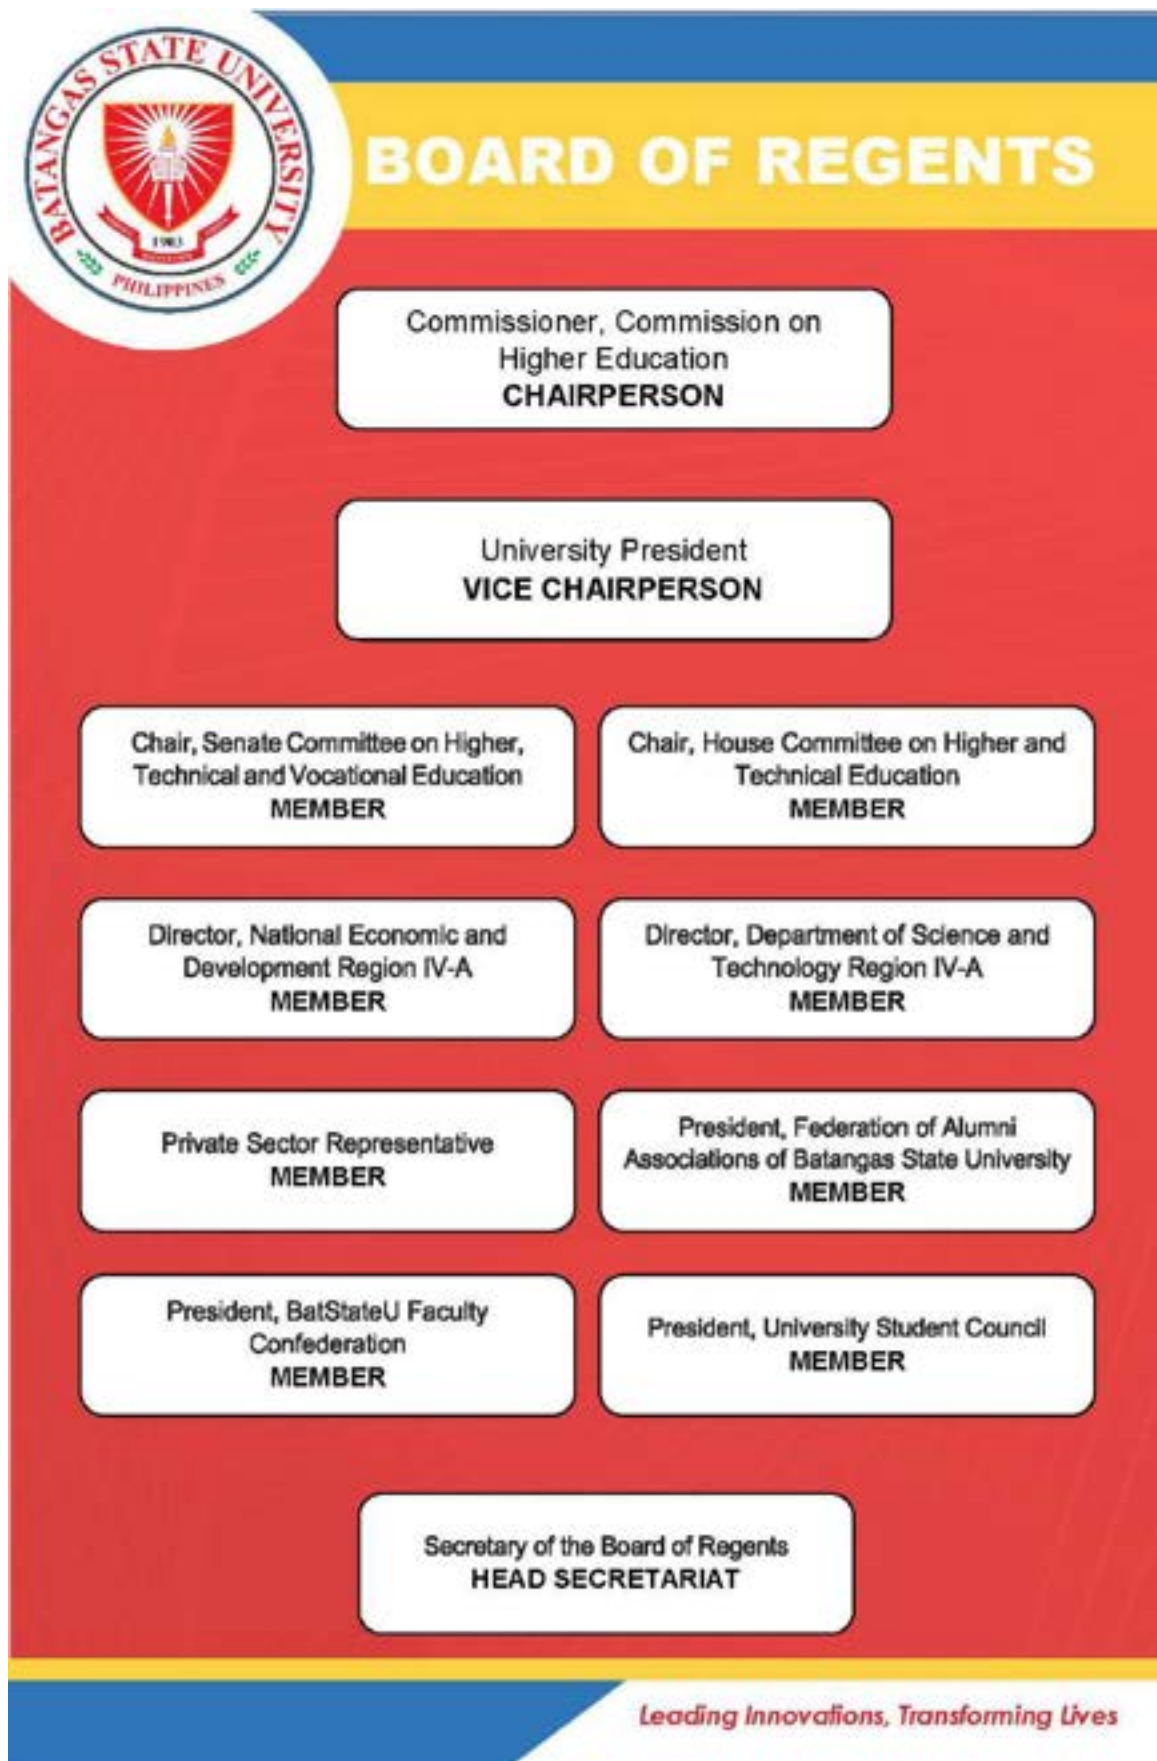 BATANGAS STATE UNIVERSITY
1903
PHILIPPINES
BOARD OF REGENTS
Commissioner, Commission on
Higher Education
CHAIRPERSON
University President
VICE CHAIRPERSON
Chair, Senate Committee on Higher,
Technical and Vocational Education
MEMBER
Chair, House Committee on Higher and
Technical Education
MEMBER
Director, National Economic and
Development Region IV-A
MEMBER
Director, Department of Science and
Technology Region IV-A
MEMBER
Private Sector Representative
MEMBER
President, Federation of Alumni
Associations of Batangas State University
MEMBER
President, BatStateU Faculty
Confederation
MEMBER
President, University Student Council
MEMBER
Secretary of the Board of Regents
HEAD SECRETARIAT
Leading Innovations, Transforming Lives